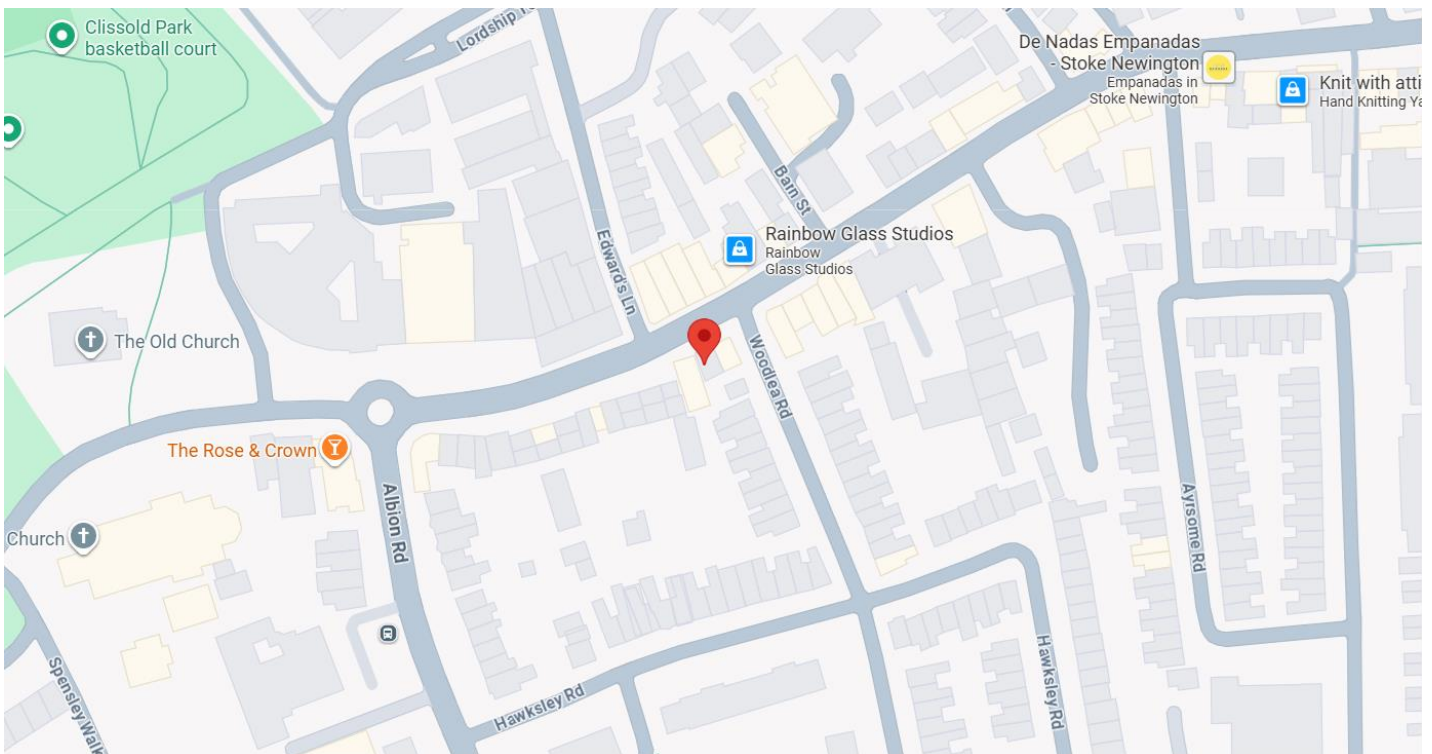 Clissold Park
basketball court
Lordship
De Nadas Empanadas
- Stoke Newington
Empanadas in
Stoke Newington
Knit with atti
Hand Knitting Ya
Barn St
Rainbow Glass Studios
Rainbow
Glass Studios
Edward's Ln
The Old Church
Woodlea Rd
The Rose & Crown
Albion Rd
Church
Ayrsome Rd
Hawksley Rd
Hawksley Rd
Spensley Walk